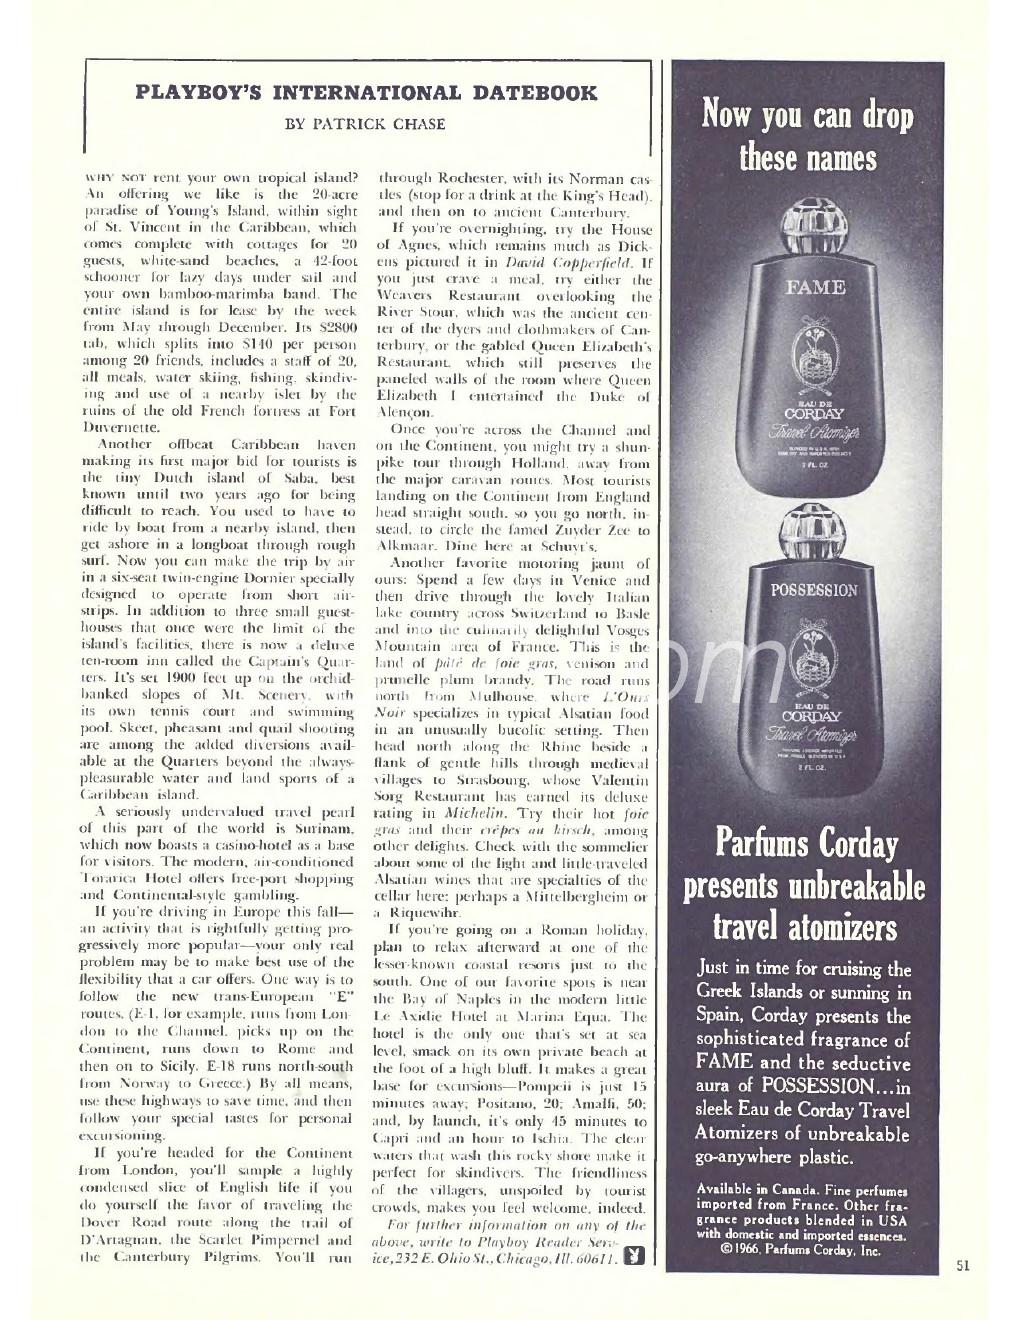 PLAYBOY'S INTERNATIONAL DATEBOOK
BY PATRICK CHASE
WHY NOT rent your own tropical island?
An offering we like is the 20-acre
paradise of Young's Island, within sight
of St. Vincent in the Caribbean, which
comes complete with cottages for 20
guests, white-sand beaches, a 42-foot
schooner for lazy days under sail and
your own bamboo-marimba band. The
entire island is for lease by the week
from May through December. Its $2800
tab, which splits into $140 per person
among 20 friends, includes a staff of 20,
all meals, water skiing, fishing, skindiv-
ing and use of a nearby islet by the
ruins of the old French fortress at Fort
Duvernette.
Another offbeat Caribbean haven
making its first major bid for tourists is
the tiny Dutch island of Saba, best
known until two years ago for being
difficult to reach. You used to have to
ride by boat from a nearby island, then
get ashore in a longboat through rough
surf. Now you can make the trip by air
in a six-seat twin-engine Dornier specially
designed to operate from short air-
strips. In addition to three small guest-
houses that once were the limit of the
island's facilities, there is now a deluxe
ten-room inn called the Captain's Quar-
ters. It's set 1900 feet up on the orchid-
banked slopes of Mt. Scenery, with
its own tennis court and swimming
pool. Skeet, pheasant and quail shooting
are among the added diversions avail-
able at the Quarters beyond the always-
pleasurable water and land sports of a
Caribbean island.
A seriously undervalued travel pearl
of this part of the world is Surinam,
which now boasts a casino-hotel as a base
for visitors. The modern, air-conditioned
Torarica Hotel offers free-port shopping
and Continental-style gambling.
If you're driving in Europe this fall—
an activity that is rightfully getting pro-
gressively more popular—your only real
problem may be to make best use of the
flexibility that a car offers. One way is to
follow the new trans-European "E"
routes. (E-1, for example, runs from Lon-
don to the Channel, picks up on the
Continent, runs down to Rome and
then on to Sicily. E-18 runs north-south
from Norway to Greece.) By all means,
use these highways to save time, and then
follow your special tastes for personal
excursioning.
If you're headed for the Continent
from London, you'll sample a highly
condensed slice of English life if you
do yourself the favor of traveling the
Dover Road route along the trail of
D'Artagnan, the Scarlet Pimpernel and
the Canterbury Pilgrims. You'll run
through Rochester, with its Norman cas-
tles (stop for a drink at the King's Head),
and then on to ancient Canterbury.
If you're overnighting, try the House
of Agnes, which remains much as Dick-
ens pictured it in David Copperfield. If
you just crave a meal, try either the
Weavers Restaurant overlooking the
River Stour, which was the ancient cen-
ter of the dyers and clothmakers of Can-
terbury, or the gabled Queen Elizabeth's
Restaurant, which still preserves the
paneled walls of the room where Queen
Elizabeth I entertained the Duke of
Alençon.
Once you're across the Channel and
on the Continent, you might try a shun-
pike tour through Holland, away from
the major caravan routes. Most tourists
landing on the Continent from England
head straight south, so you go north, in-
stead, to circle the famed Zuyder Zee to
Alkmaar. Dine here at Schuyt's.
Another favorite motoring jaunt of
ours: Spend a few days in Venice and
then drive through the lovely Italian
lake country across Switzerland to Basle
and into the culinarily delightful Vosges
Mountain area of France. This is the
land of pâté de foie gras, venison and
prunelle plum brandy. The road runs
north from Mulhouse, where L'Ours
Noir specializes in typical Alsatian food
in an unusually bucolic setting. Then
head north along the Rhine beside a
flank of gentle hills through medieval
villages to Strasbourg, whose Valentin
Sorg Restaurant has earned its deluxe
rating in Michelin. Try their hot foie
gras and their crêpes au kirsch, among
other delights. Check with the sommelier
about some of the light and little-traveled
Alsatian wines that are specialties of the
cellar here; perhaps a Mittelbergheim or
a Riquewihr.
If you're going on a Roman holiday,
plan to relax afterward at one of the
lesser-known coastal resorts just to the
south. One of our favorite spots is near
the Bay of Naples in the modern little
Le Axidie Hotel at Marina Equa. The
hotel is the only one that's set at sea
level, smack on its own private beach at
the foot of a high bluff. It makes a great
base for excursions—Pompeii is just 15
minutes away; Positano, 20; Amalfi, 50;
and, by launch, it's only 45 minutes to
Capri and an hour to Ischia. The clear
waters that wash this rocky shore make it
perfect for skindivers. The friendliness
of the villagers, unspoiled by tourist
crowds, makes you feel welcome, indeed.
For further information on any of the
above, write to Playboy Reader Serv-
ice, 232 E. Ohio St., Chicago, Ill. 60611.
Now you can drop
these names
FAME
EAU DE
CORDAY
Travel Atomizer
2 FL. OZ.
POSSESSION
EAU DE
CORDAY
Travel Atomizer
2 FL. OZ.
Parfums Corday
presents unbreakable
travel atomizers
Just in time for cruising the
Greek Islands or sunning in
Spain, Corday presents the
sophisticated fragrance of
FAME and the seductive
aura of POSSESSION...in
sleek Eau de Corday Travel
Atomizers of unbreakable
go-anywhere plastic.
Available in Canada. Fine perfumes
imported from France. Other fra-
grance products blended in USA
with domestic and imported essences.
©1966, Parfums Corday, Inc.
51